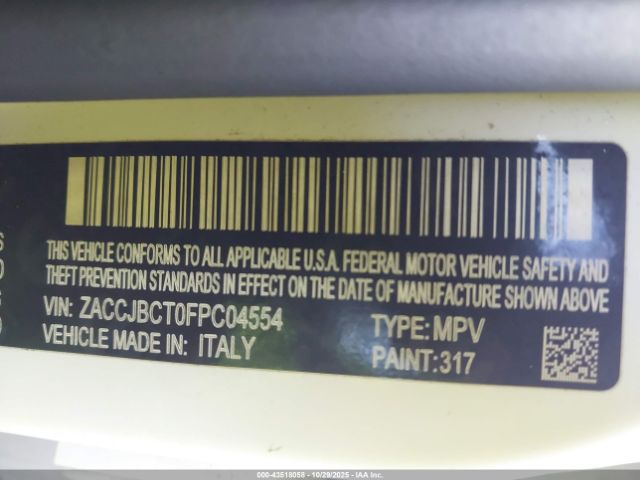 THIS VEHICLE CONFORMS TO ALL APPLICABLE U.S.A. FEDERAL MOTOR VEHICLE SAFETY AND
THEFT PREVENTION STANDARDS IN EFFECT ON THE DATE OF MANUFACTURE SHOWN ABOVE
VIN: ZACCJBCT0FPC04554 TYPE: MPV
VEHICLE MADE IN: ITALY PAINT: 317
000-43518058 - 10/29/2025 - IAA Inc.